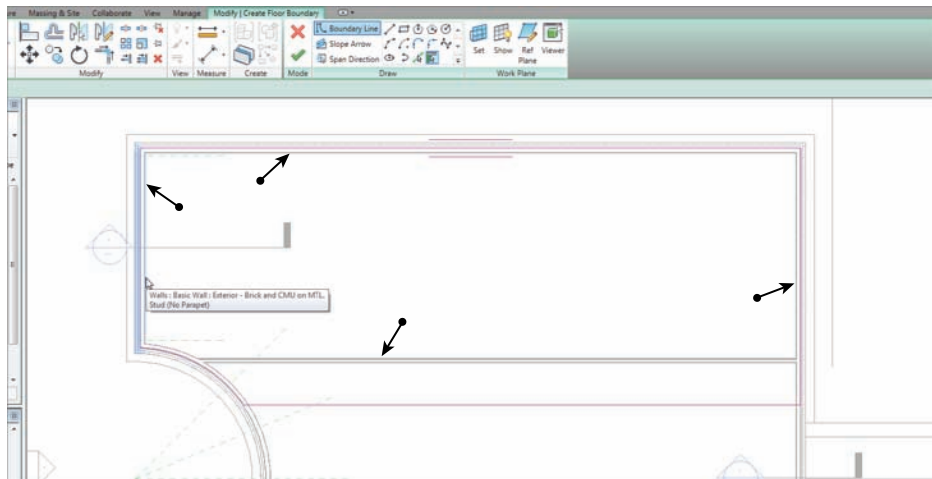 re Massing & Site Collaborate View Manage Modify | Create Floor Boundary
Boundary Line
Slope Arrow
Span Direction
Set Show Ref Plane Viewer
Modify View Measure Create Mode Draw Work Plane
Walls : Basic Wall : Exterior - Brick and CMU on MTL.
Stud (No Parapet)